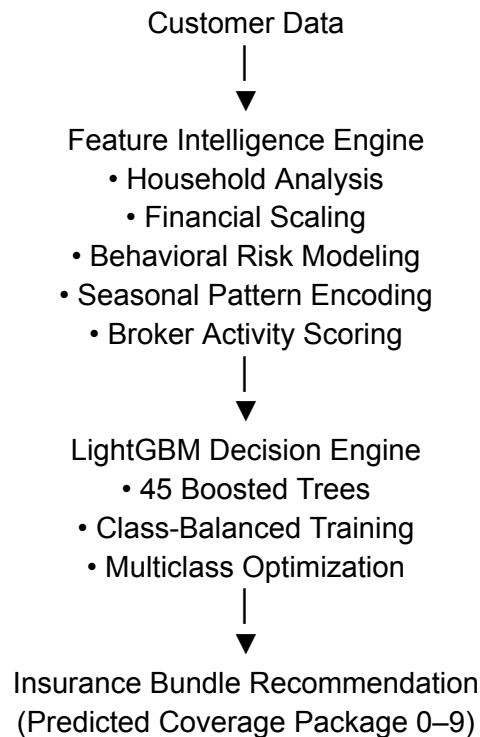 Customer Data
Feature Intelligence Engine
• Household Analysis
• Financial Scaling
• Behavioral Risk Modeling
• Seasonal Pattern Encoding
• Broker Activity Scoring
LightGBM Decision Engine
• 45 Boosted Trees
• Class-Balanced Training
• Multiclass Optimization
Insurance Bundle Recommendation
(Predicted Coverage Package 0–9)